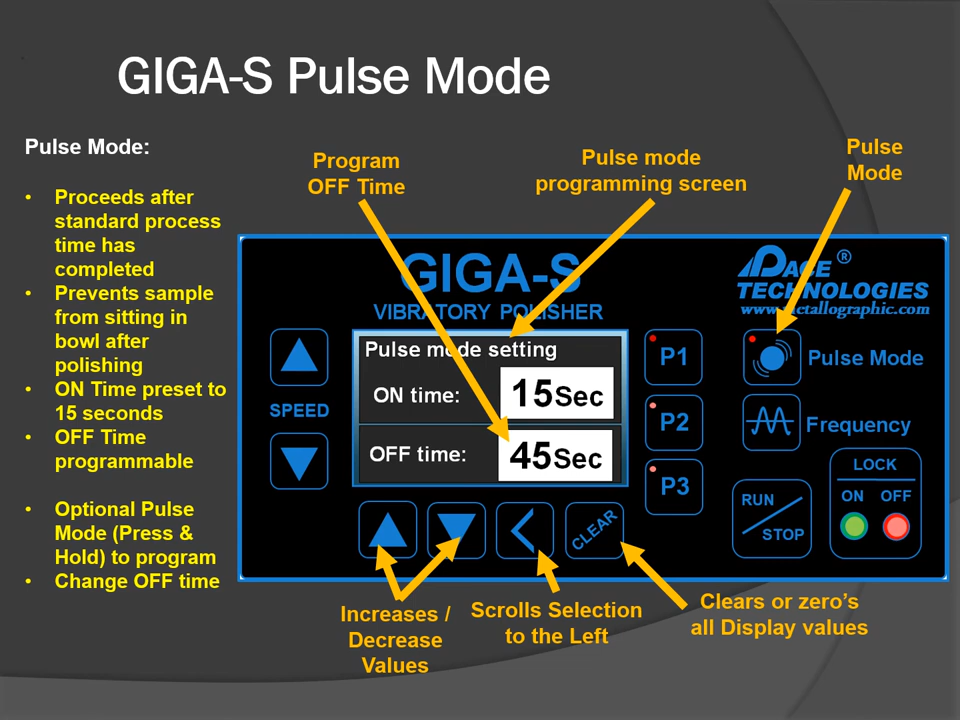 GIGA-S Pulse Mode
Pulse Mode:
• Proceeds after
standard process
time has
completed
• Prevents sample
from sitting in
bowl after
polishing
• ON Time preset to
15 seconds
• OFF Time
programmable
• Optional Pulse
Mode (Press &
Hold) to program
• Change OFF time
Program
OFF Time
Pulse mode
programming screen
Pulse
Mode
GIGA-S
VIBRATORY POLISHER
PACE ®
TECHNOLOGIES
www.metallographic.com
SPEED
Pulse mode setting
ON time:
15Sec
OFF time:
45Sec
P1
P2
P3
Pulse Mode
Frequency
RUN
STOP
LOCK
ON OFF
CLEAR
Increases /
Decrease
Values
Scrolls Selection
to the Left
Clears or zero’s
all Display values